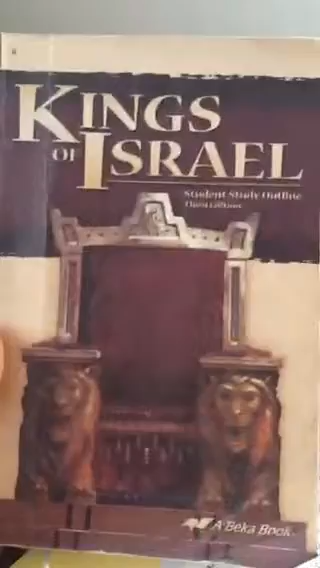 KINGS
OF ISRAEL
Student Study Outline
Third Edition
A Beka Book